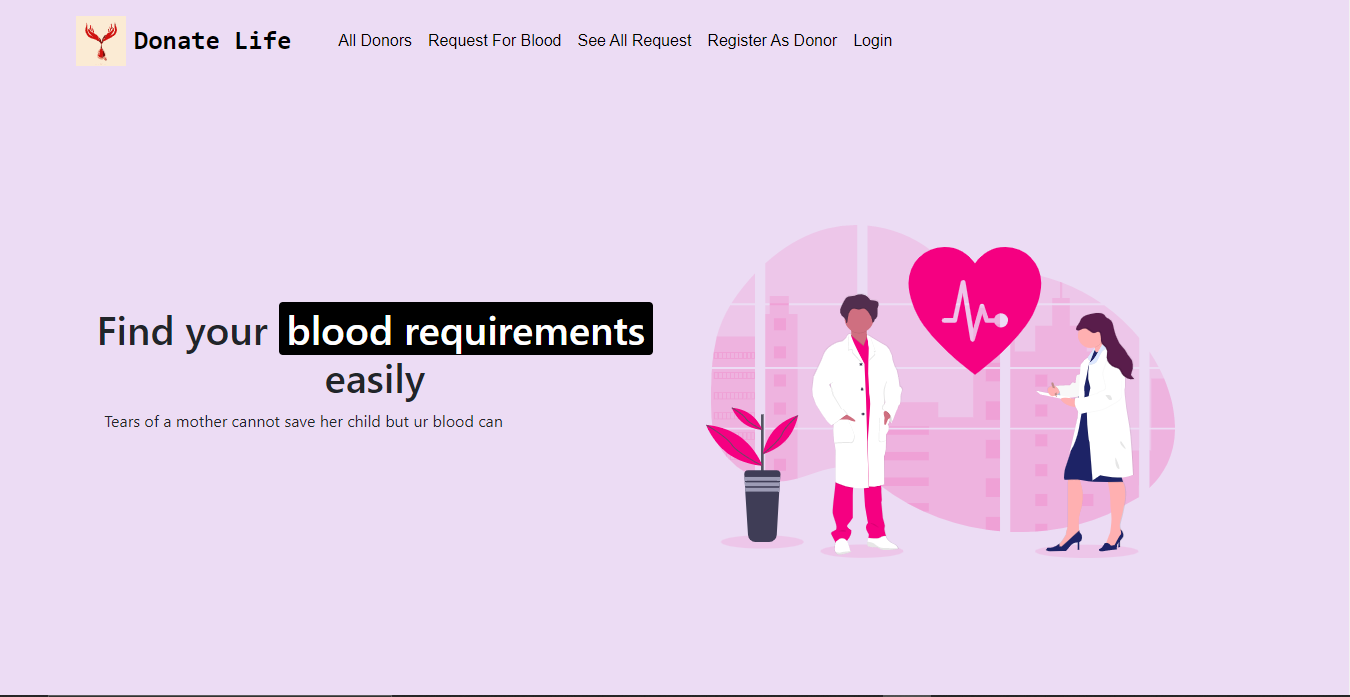 Donate Life All Donors Request For Blood See All Request Register As Donor Login
Find your blood requirements
easily
Tears of a mother cannot save her child but ur blood can